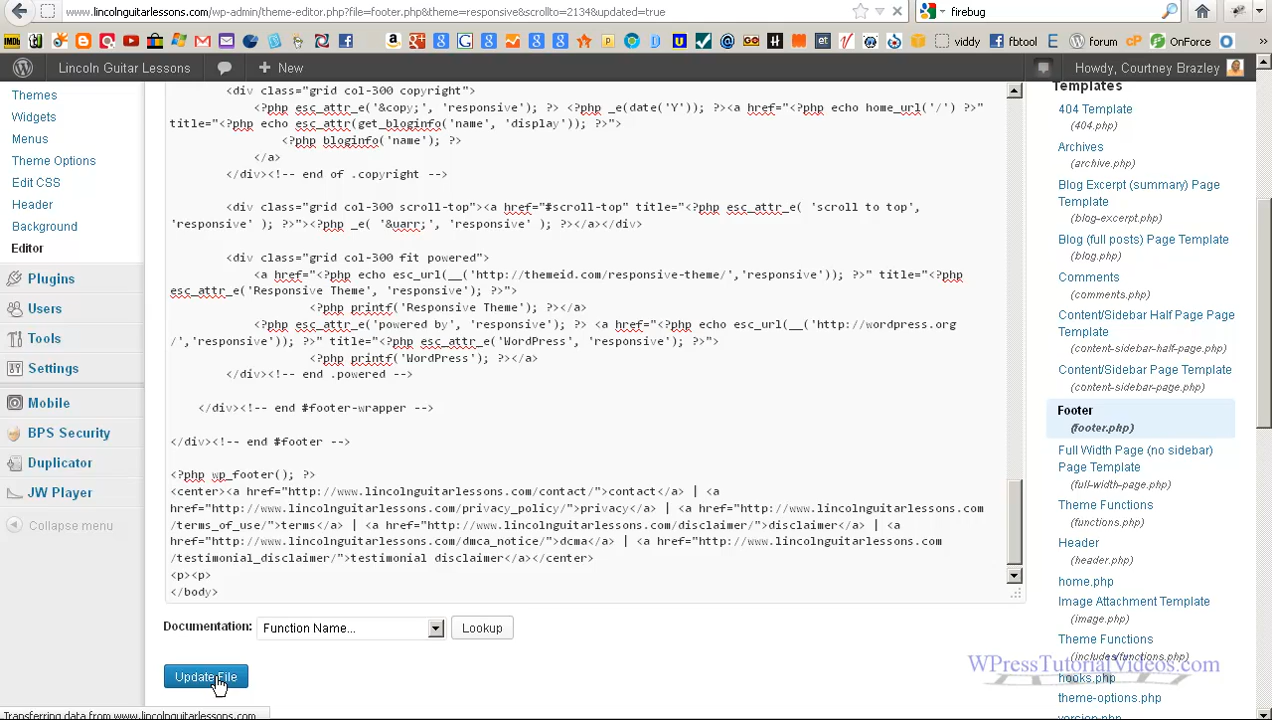 www.lincolnguitarlessons.com/wp-admin/theme-editor.php?file=footer.php&theme=responsive&scrollto=2134&updated=true
firebug
viddy
fbtool
forum
OnForce
Lincoln Guitar Lessons
New
Howdy, Courtney Brazley
Themes
Widgets
Menus
Theme Options
Edit CSS
Header
Background
Editor
Plugins
Users
Tools
Settings
Mobile
BPS Security
Duplicator
JW Player
Collapse menu
<div class="grid col-300 copyright">
<?php esc_attr_e('&copy;', 'responsive'); ?> <?php _e(date('Y')); ?><a href="<?php echo home_url('/') ?>"
title="<?php echo esc_attr(get_bloginfo('name', 'display')); ?>">
<?php bloginfo('name'); ?>
</a>
</div><!-- end of .copyright -->
<div class="grid col-300 scroll-top"><a href="#scroll-top" title="<?php esc_attr_e( 'scroll to top',
'responsive' ); ?>"><?php _e( '&uarr;', 'responsive' ); ?></a></div>
<div class="grid col-300 fit powered">
<a href="<?php echo esc_url(__('http://themeid.com/responsive-theme/','responsive')); ?>" title="<?php
esc_attr_e('Responsive Theme', 'responsive'); ?>">
<?php printf('Responsive Theme'); ?></a>
<?php esc_attr_e('powered by', 'responsive'); ?> <a href="<?php echo esc_url(__('http://wordpress.org
/','responsive')); ?>" title="<?php esc_attr_e('WordPress', 'responsive'); ?>">
<?php printf('WordPress'); ?></a>
</div><!-- end .powered -->
</div><!-- end #footer-wrapper -->
</div><!-- end #footer -->
<?php wp_footer(); ?>
<center><a href="http://www.lincolnguitarlessons.com/contact/">contact</a> | <a
href="http://www.lincolnguitarlessons.com/privacy_policy/">privacy</a> | <a href="http://www.lincolnguitarlessons.com
/terms_of_use/">terms</a> | <a href="http://www.lincolnguitarlessons.com/disclaimer/">disclaimer</a> | <a
href="http://www.lincolnguitarlessons.com/dmca_notice/">dcma</a> | <a href="http://www.lincolnguitarlessons.com
/testimonial_disclaimer/">testimonial disclaimer</a></center>
<p><p>
</body>
Documentation:
Function Name...
Lookup
Update File
Templates
404 Template
(404.php)
Archives
(archive.php)
Blog Excerpt (summary) Page
Template
(blog-excerpt.php)
Blog (full posts) Page Template
(blog.php)
Comments
(comments.php)
Content/Sidebar Half Page Page
Template
(content-sidebar-half-page.php)
Content/Sidebar Page Template
(content-sidebar-page.php)
Footer
(footer.php)
Full Width Page (no sidebar)
Page Template
(full-width-page.php)
Theme Functions
(functions.php)
Header
(header.php)
home.php
Image Attachment Template
(image.php)
Theme Functions
(includes/functions.php)
hooks.php
theme-options.php
version.php
WPressTutorialVideos.com
Transferring data from www.lincolnguitarlessons.com...